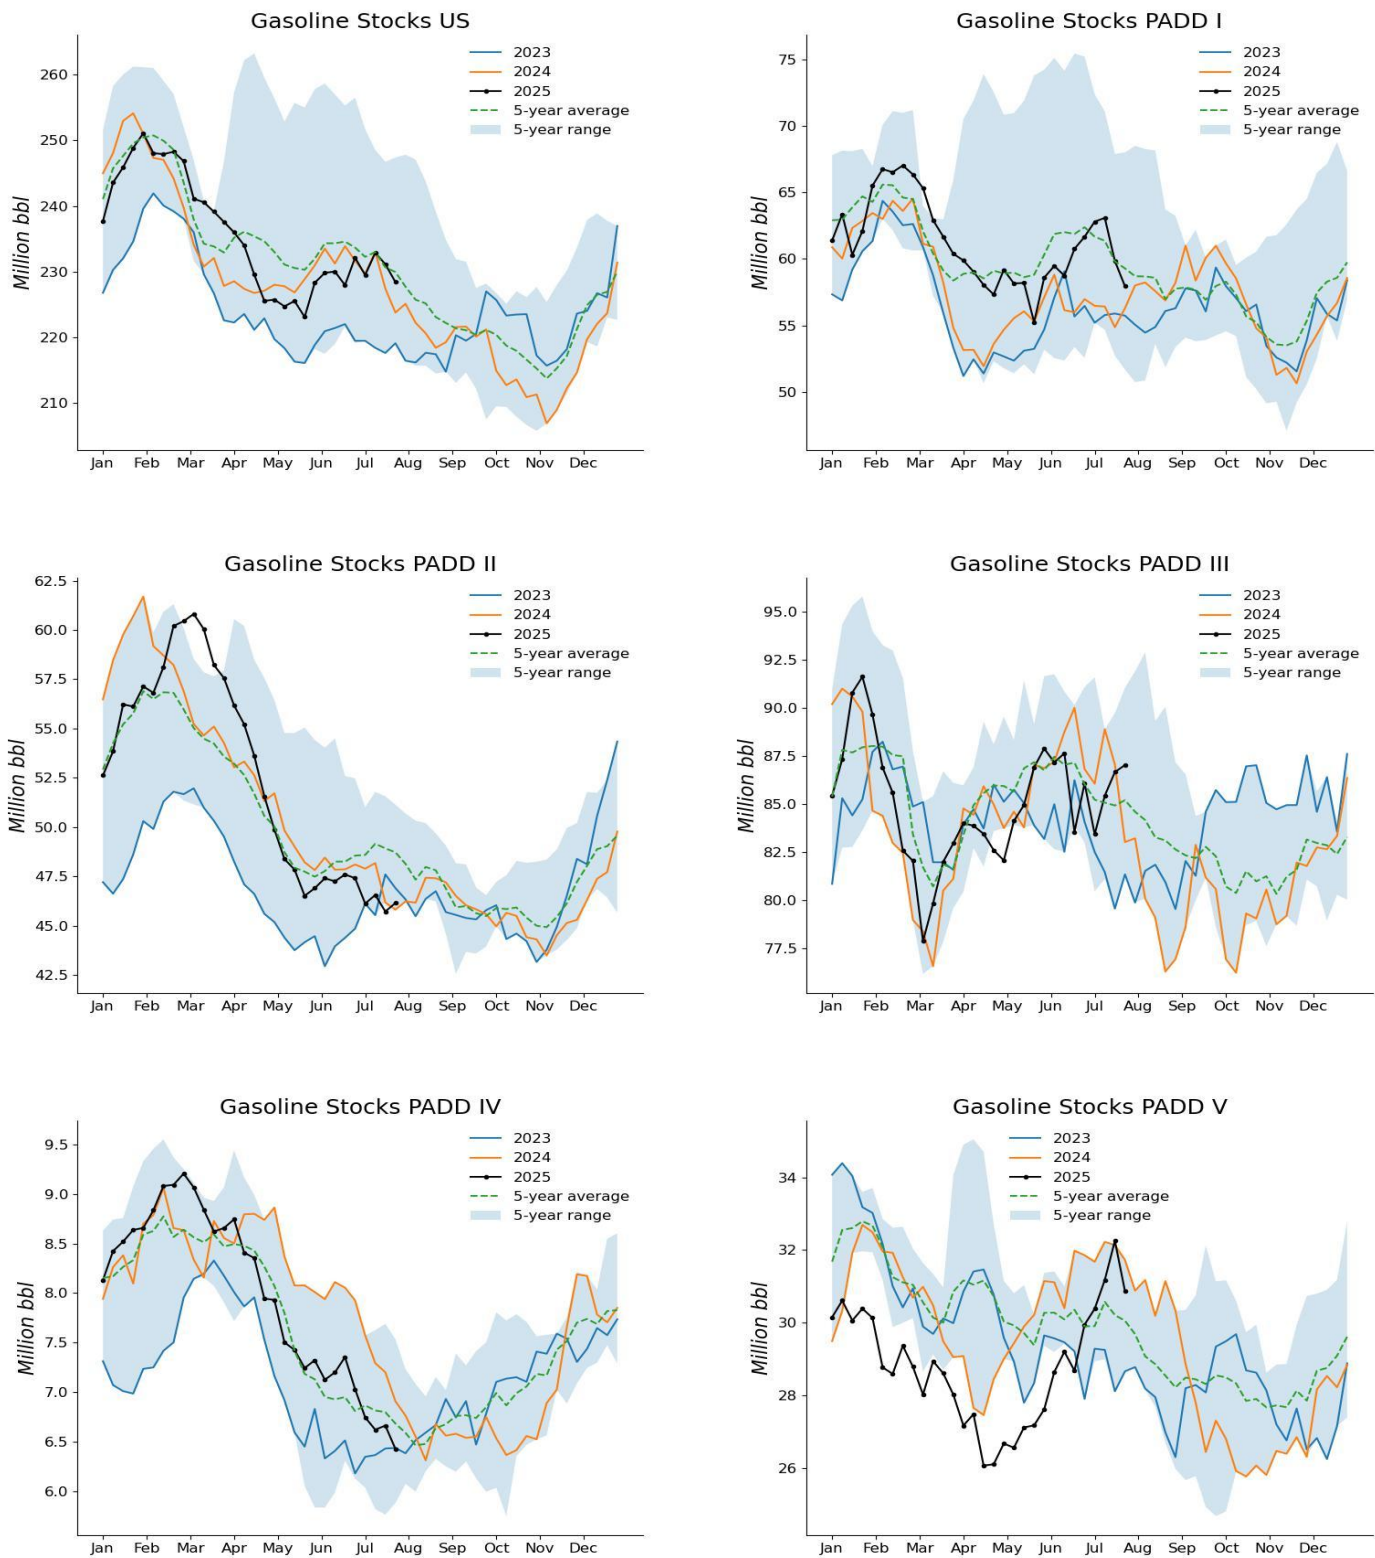 Gasoline Stocks US
Million bbl
260
250
240
230
220
210
Jan Feb Mar Apr May Jun Jul Aug Sep Oct Nov Dec
2023
2024
2025
5-year average
5-year range
Gasoline Stocks PADD I
Million bbl
75
70
65
60
55
50
Jan Feb Mar Apr May Jun Jul Aug Sep Oct Nov Dec
2023
2024
2025
5-year average
5-year range
Gasoline Stocks PADD II
Million bbl
62.5
60.0
57.5
55.0
52.5
50.0
47.5
45.0
42.5
Jan Feb Mar Apr May Jun Jul Aug Sep Oct Nov Dec
2023
2024
2025
5-year average
5-year range
Gasoline Stocks PADD III
Million bbl
95.0
92.5
90.0
87.5
85.0
82.5
80.0
77.5
Jan Feb Mar Apr May Jun Jul Aug Sep Oct Nov Dec
2023
2024
2025
5-year average
5-year range
Gasoline Stocks PADD IV
Million bbl
9.5
9.0
8.5
8.0
7.5
7.0
6.5
6.0
Jan Feb Mar Apr May Jun Jul Aug Sep Oct Nov Dec
2023
2024
2025
5-year average
5-year range
Gasoline Stocks PADD V
Million bbl
34
32
30
28
26
Jan Feb Mar Apr May Jun Jul Aug Sep Oct Nov Dec
2023
2024
2025
5-year average
5-year range